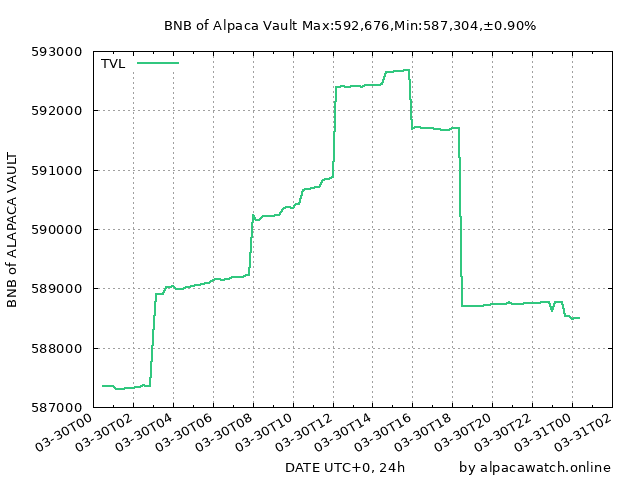 BNB of Alpaca Vault Max:592,676,Min:587,304,±0.90%
TVL
593000
592000
591000
590000
589000
588000
587000
BNB of ALAPACA VAULT
03-30T00
03-30T02
03-30T04
03-30T06
03-30T08
03-30T10
03-30T12
03-30T14
03-30T16
03-30T18
03-30T20
03-30T22
03-31T00
03-31T02
DATE UTC+0, 24h
by alpacawatch.online